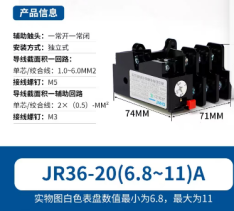 产品信息
辅助触头：一常开一常闭
安装方式：独立式
导线截面积一回路：
单芯/绞合线：1.0~6.0MM2
接线螺钉：M5
导线截面积一辅助回路
单芯/绞合线：2×（0.5）-MM²
接线螺钉：M3
74MM
71MM
JR36-20(6.8~11)A
实物图白色表盘数值最小为6.8，最大为11